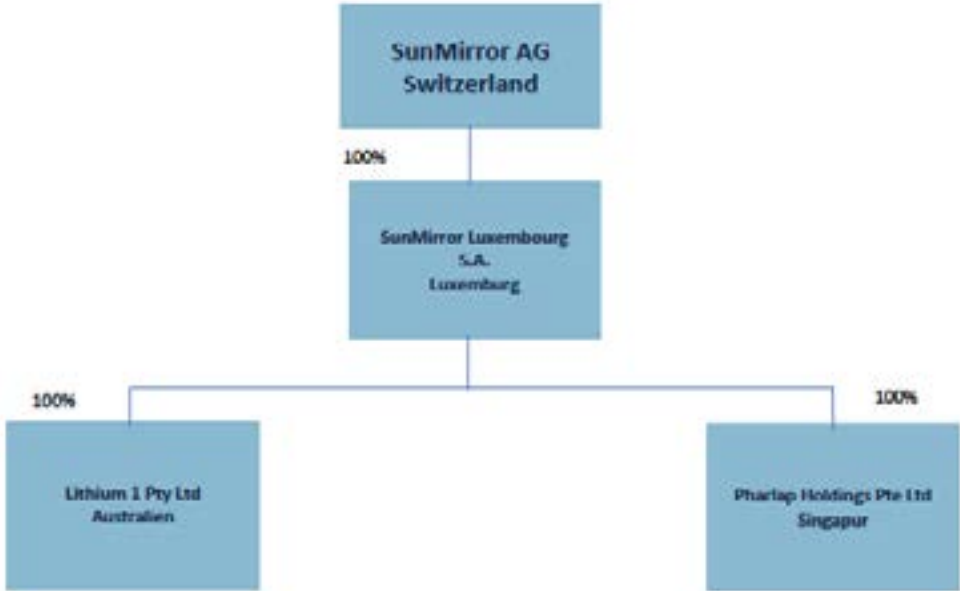 SunMirror AG
Switzerland
100%
SunMirror Luxembourg
S.A.
Luxemburg
100%
100%
Lithium 1 Pty Ltd
Australien
Pharlap Holdings Pte Ltd
Singapur